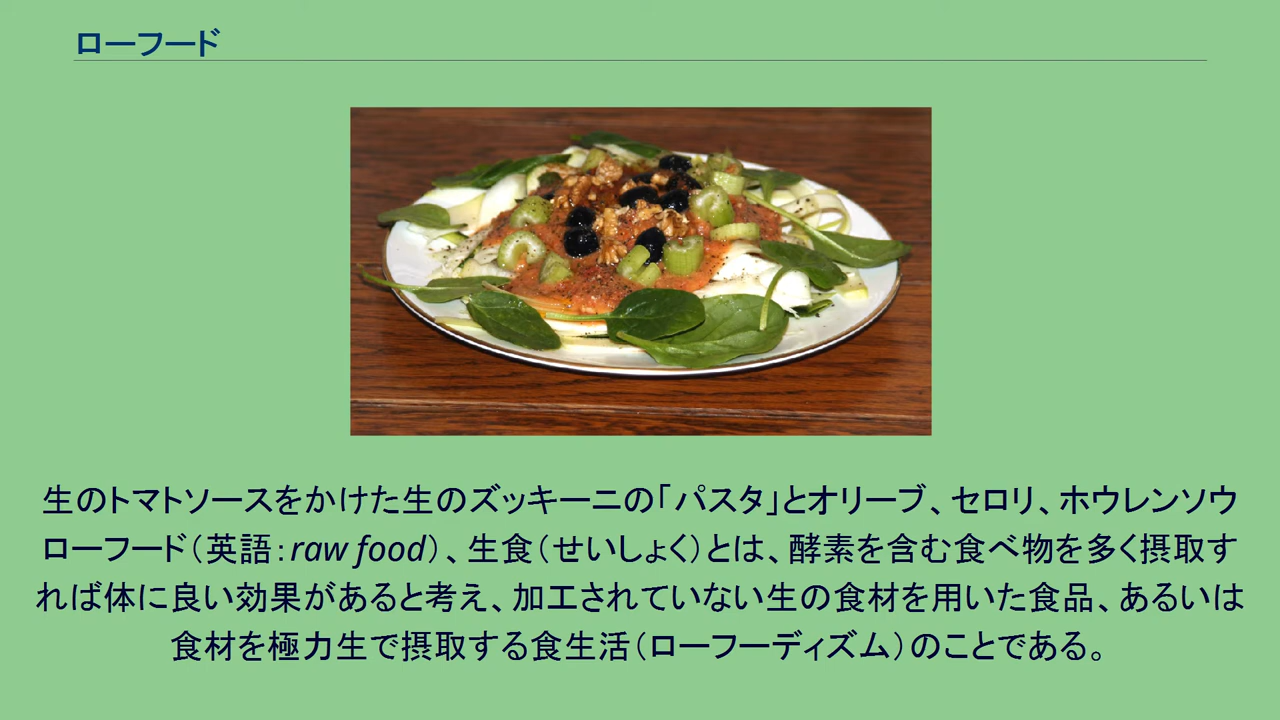 ローフード
生のトマトソースをかけた生のズッキーニの「パスタ」とオリーブ、セロリ、ホウレンソウ
ローフード（英語：raw food）、生食（せいしょく）とは、酵素を含む食べ物を多く摂取す
れば体に良い効果があると考え、加工されていない生の食材を用いた食品、あるいは
食材を極力生で摂取する食生活（ローフーディズム）のことである。